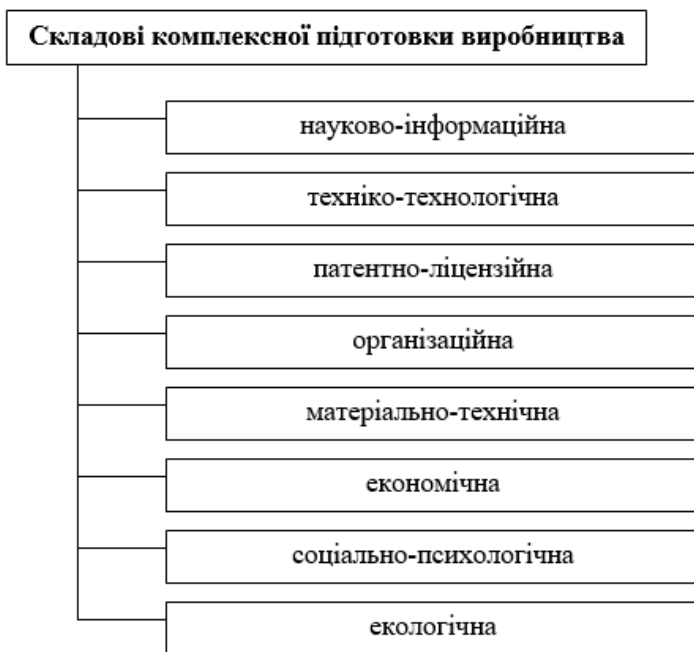 Складові комплексної підготовки виробництва
науково-інформаційна
техніко-технологічна
патентно-ліцензійна
організаційна
матеріально-технічна
економічна
соціально-психологічна
екологічна